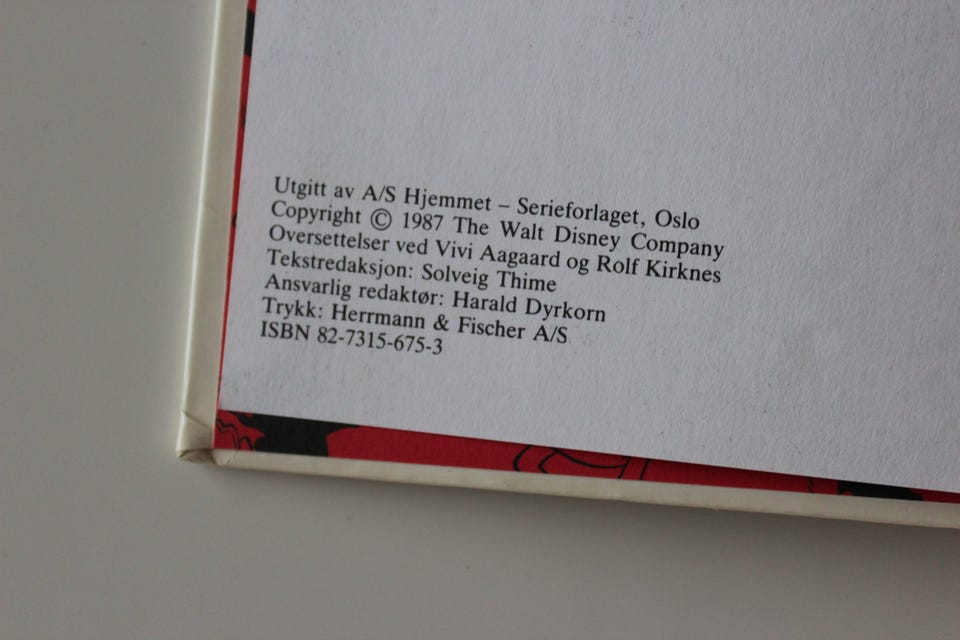 Utgitt av A/S Hjemmet – Serieforlaget, Oslo
Copyright © 1987 The Walt Disney Company
Oversettelser ved Vivi Aagaard og Rolf Kirknes
Tekstredaksjon: Solveig Thime
Ansvarlig redaktør: Harald Dyrkorn
Trykk: Herrmann & Fischer A/S
ISBN 82-7315-675-3